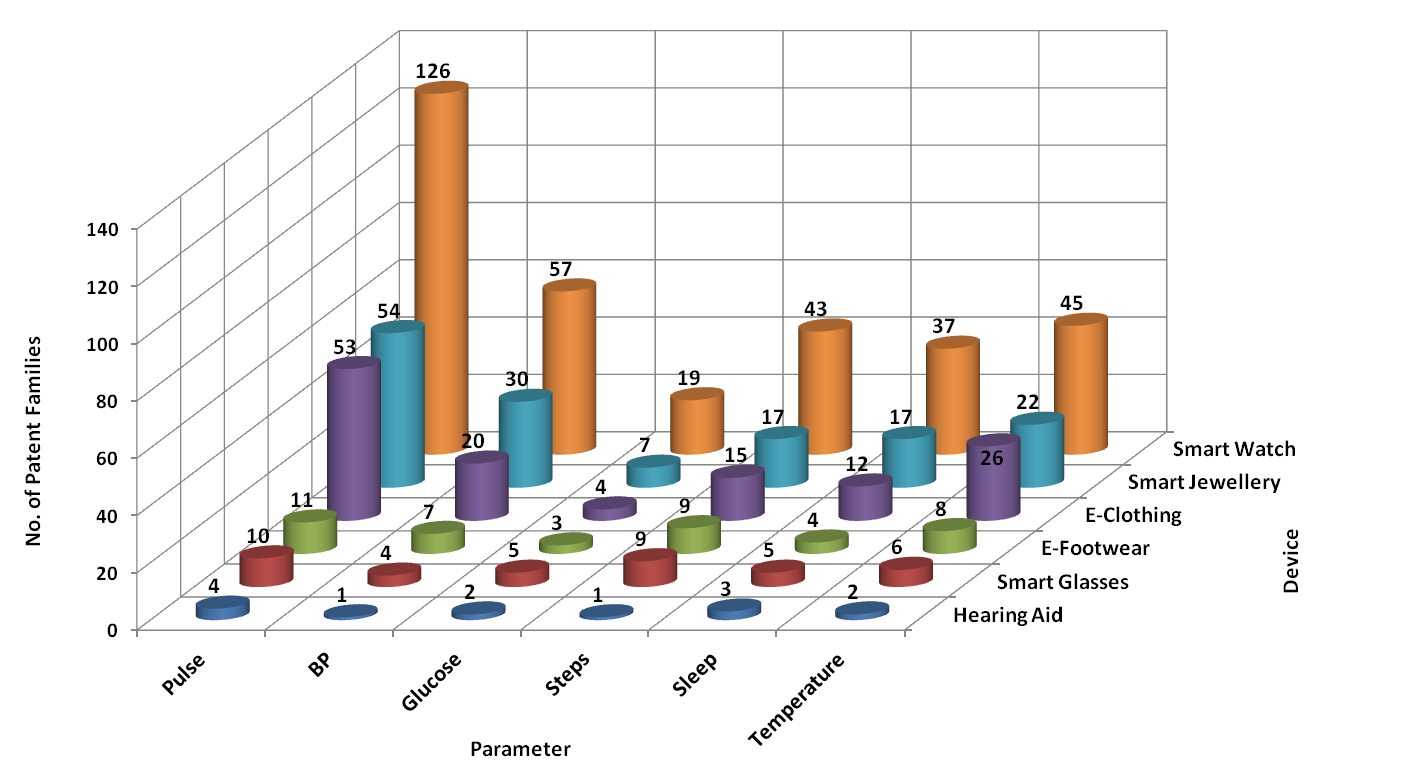 126
140
57
120
54
45
43
37
100
53
30
19
80
22
20
17
17
7
Smart Watch
60
15
12
26
Smart Jewellery
4
11
40
7
9
4
8
E-Clothing
10
3
9
E-Footwear
20
4
5
5
6
Smart Glasses
4
1
2
1
3
2
Hearing Aid
0
No. of Patent Families
Device
Pulse
BP
Glucose
Steps
Sleep
Temperature
Parameter